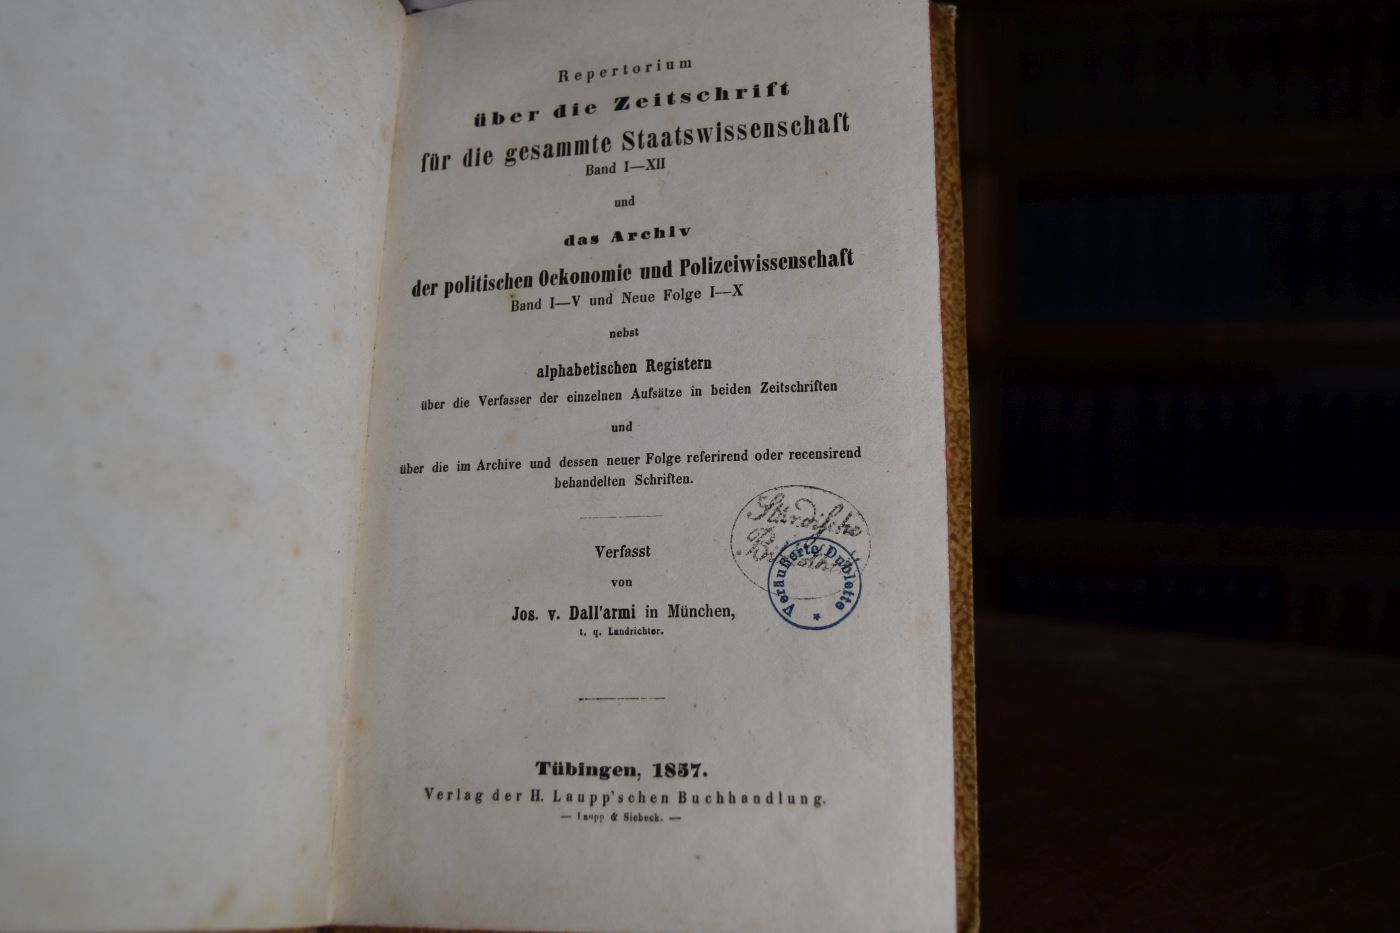 Repertorium
über die Zeitschrift
für die gesammte Staatswissenschaft
Band I—XII
und
das Archiv
der politischen Oekonomie und Polizeiwissenschaft
Band I—V und Neue Folge I—X
nebst
alphabetischen Registern
über die Verfasser der einzelnen Aufsätze in beiden Zeitschriften
und
über die im Archive und dessen neuer Folge referirend oder recensirend
behandelten Schriften.
Ständische
Veräußerte Dublette *
Verfasst
von
Jos. v. Dall'armi in München,
t. q. Landrichter.
Tübingen, 1857.
Verlag der H. Laupp'schen Buchhandlung.
— Laupp & Siebeck. —